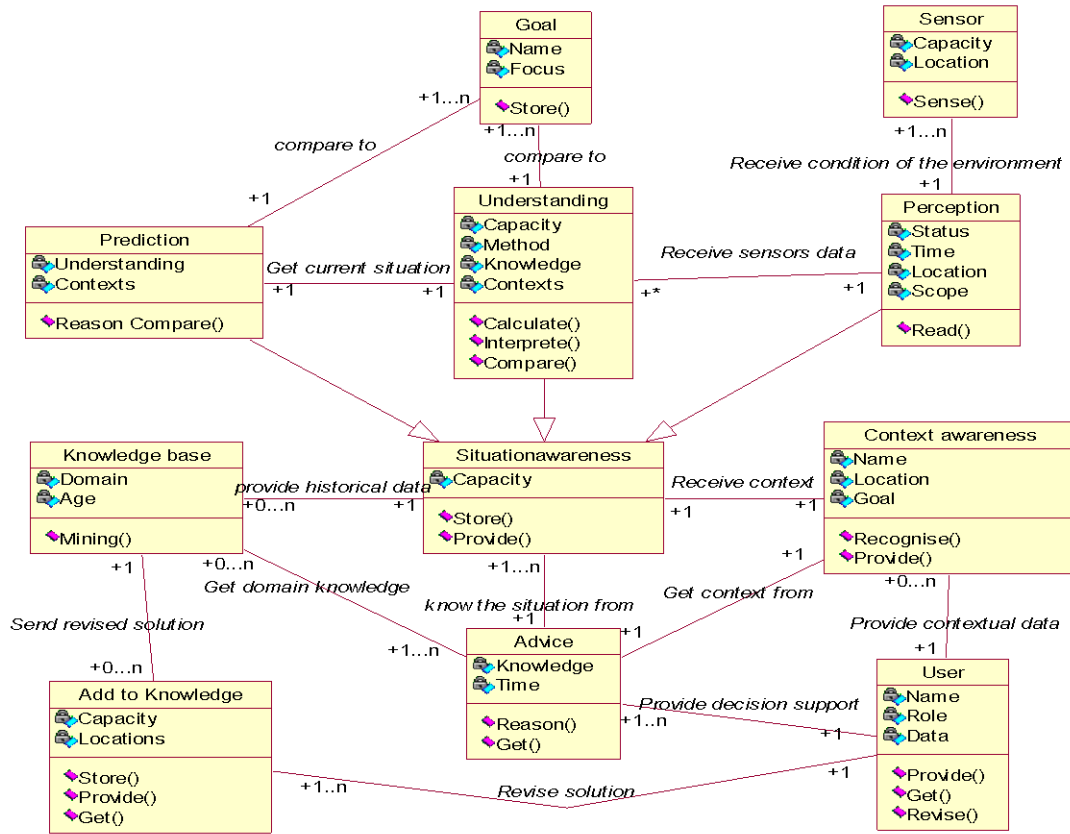 Goal
Name
Focus
Store()
Sensor
Capacity
Location
Sense()
+1...n
+1...n
+1...n
compare to
compare to
Receive condition of the environment
+1
+1
+1
Prediction
Understanding
Contexts
Reason Compare()
Get current situation
+1
+1
Understanding
Capacity
Method
Knowledge
Contexts
Calculate()
Interprete()
Compare()
Receive sensors data
+*
+1
Perception
Status
Time
Location
Scope
Read()
Knowledge base
Domain
Age
Mining()
provide historical data
+0...n
+1
Situationawareness
Capacity
Store()
Provide()
Receive context
+1
+1
Context awareness
Name
Location
Goal
Recognise()
Provide()
+1
+0...n
+1...n
+1
+0...n
Get domain knowledge
know the situation from
Get context from
Send revised solution
Provide contextual data
+1
+1
+1
+1...n
+0...n
Add to Knowledge
Capacity
Locations
Store()
Provide()
Get()
Advice
Knowledge
Time
Reason()
Get()
Provide decision support
+1..n
+1
User
Name
Role
Data
Provide()
Get()
Revise()
+1..n
Revise solution
+1